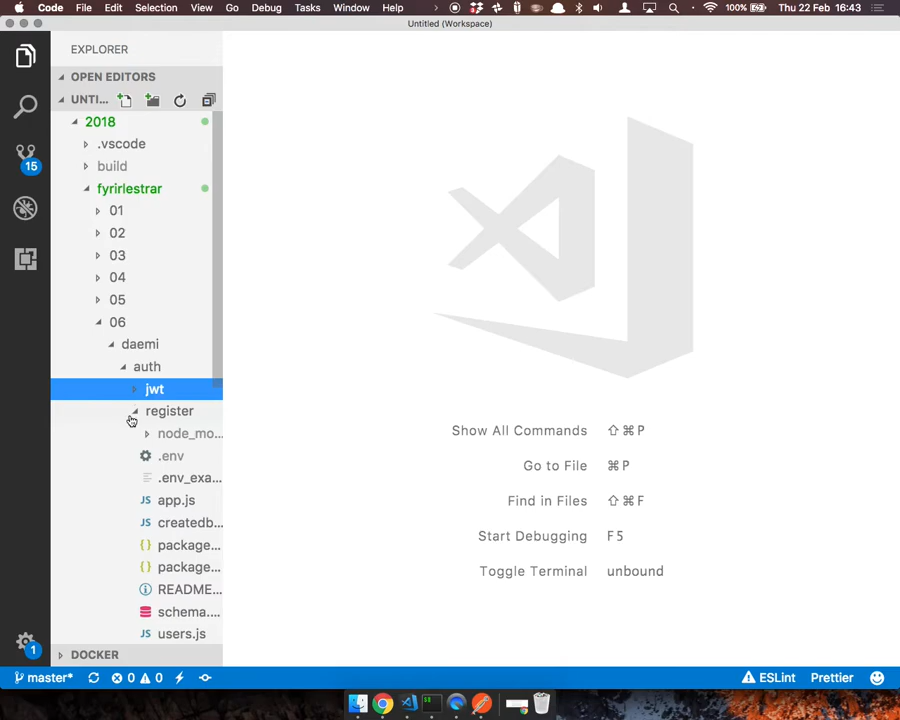 Code File Edit Selection View Go Debug Tasks Window Help 100% Thu 22 Feb 16:43
Untitled (Workspace)
EXPLORER
OPEN EDITORS
UNTI...
2018
.vscode
build
fyrirlestrar
01
02
03
04
05
06
daemi
auth
jwt
register
node_mo...
.env
.env_exa...
JS app.js
JS createdb...
{} package...
{} package...
README...
schema....
JS users.js
DOCKER
15
1
Show All Commands ⇧⌘P
Go to File ⌘P
Find in Files ⇧⌘F
Start Debugging F5
Toggle Terminal unbound
master* 0 0 ESLint Prettier